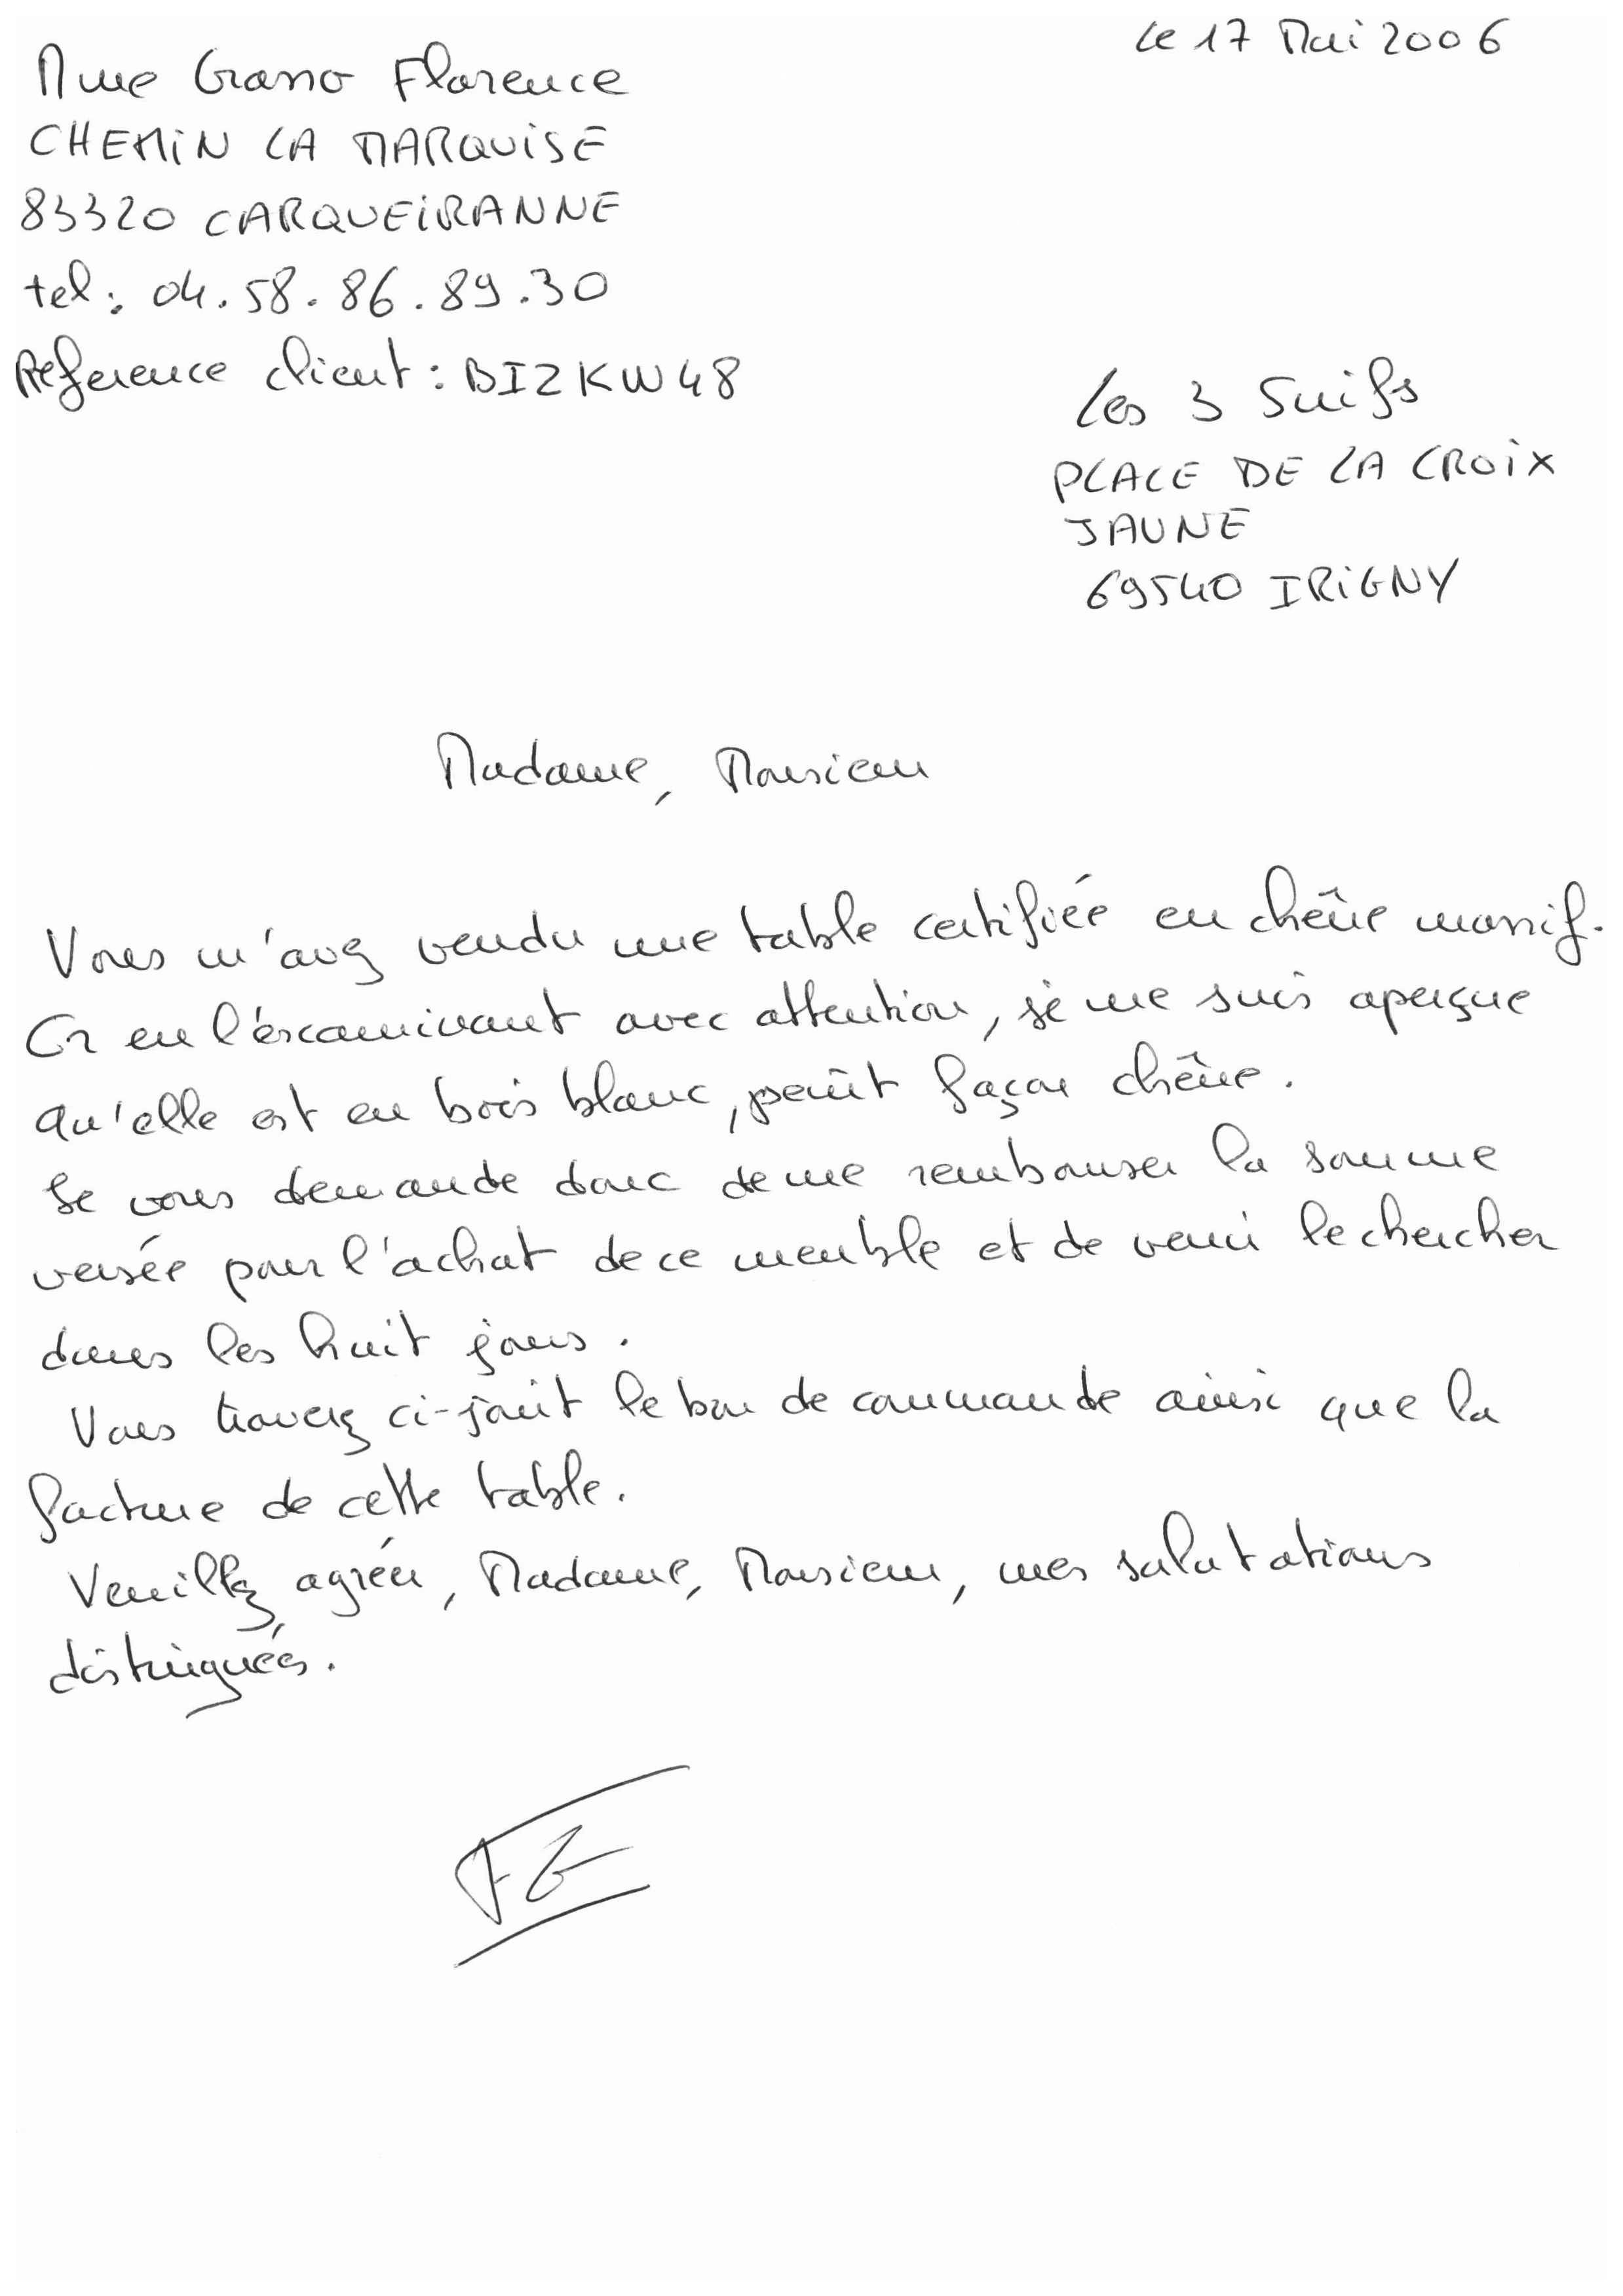 Le 17 Mai 2006
Mme Grasso Florence
CHEMIN LA MARQUISE
83320 CARQUEIRANNE
tel : 04.58.86.89.30
Référence client : BIZKW48
Les 3 Suifs
PLACE DE LA CROIX
JAUNE
69540 IRIGNY
Madame, Monsieur
Vous m'avez vendu une table certifiée en chêne massif.
Or en l'éxaminant avec attention, je me suis aperçue
qu'elle est en bois blanc, peint façon chêne.
Je vous demande donc de me rembourser la somme
versée pour l'achat de ce meuble et de venir le chercher
dans les huit jours.
Vous trouverez ci-joint le bon de commande ainsi que la
facture de cette table.
Veuillez agréer, Madame, Monsieur, mes salutations
distinguées.
FG